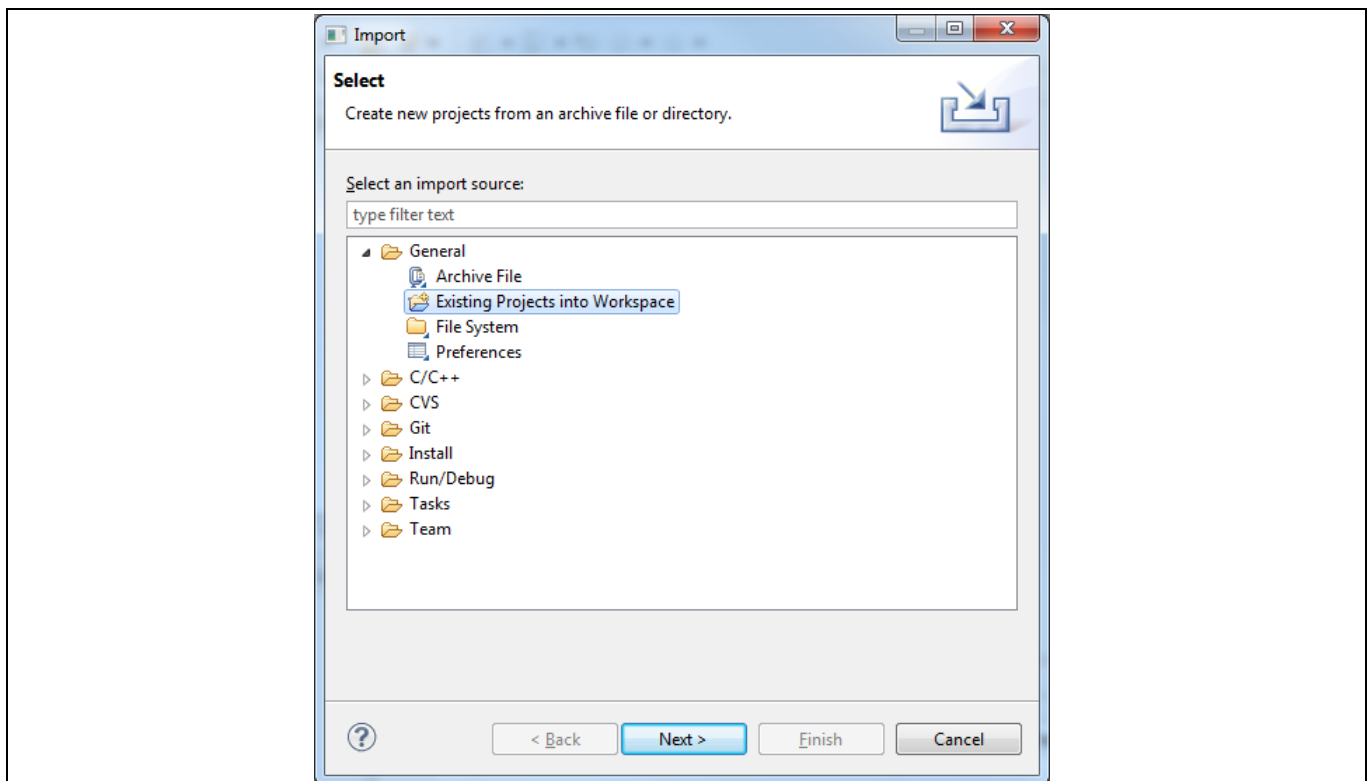 Import
Select
Create new projects from an archive file or directory.
Select an import source:
type filter text
General
Archive File
Existing Projects into Workspace
File System
Preferences
C/C++
CVS
Git
Install
Run/Debug
Tasks
Team
< Back Next > Finish Cancel